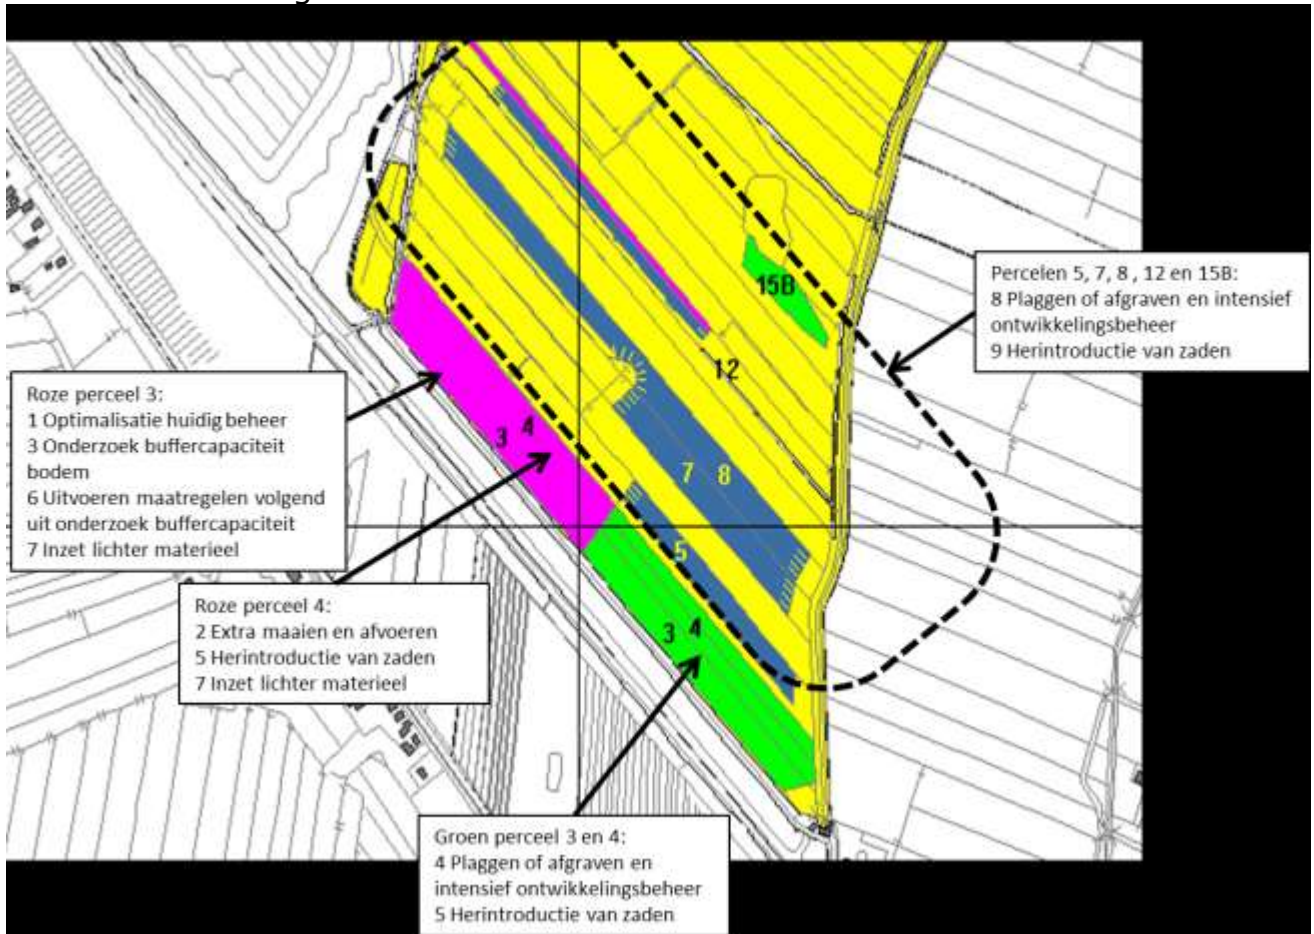 15B
12
Percelen 5, 7, 8 , 12 en 15B:
8 Plaggen of afgraven en intensief
ontwikkelingsbeheer
9 Herintroductie van zaden
Roze perceel 3:
1 Optimalisatie huidig beheer
3 Onderzoek buffercapaciteit
bodem
6 Uitvoeren maatregelen volgend
uit onderzoek buffercapaciteit
7 Inzet lichter materieel
3 4
7 8
5
Roze perceel 4:
2 Extra maaien en afvoeren
5 Herintroductie van zaden
7 Inzet lichter materieel
3 4
Groen perceel 3 en 4:
4 Plaggen of afgraven en
intensief ontwikkelingsbeheer
5 Herintroductie van zaden